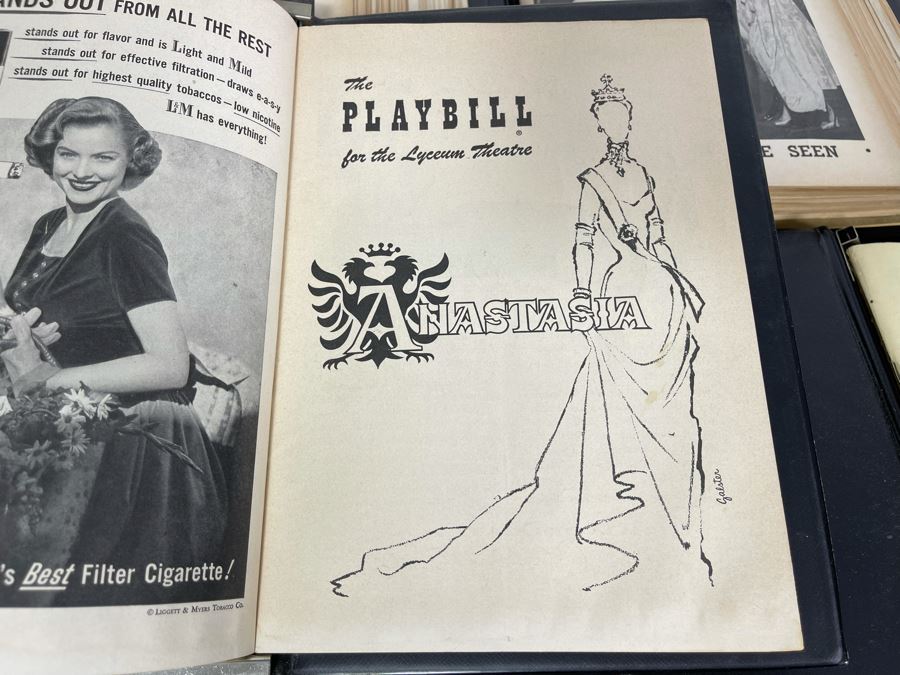 ANDS OUT FROM ALL THE REST
stands out for flavor and is Light and Mild
stands out for effective filtration – draws e-a-s-y
stands out for highest quality tobaccos – low nicotine
L&M has everything!
's Best Filter Cigarette!
© LIGGETT & MYERS TOBACCO CO.
The
PLAYBILL®
for the Lyceum Theatre
ANASTASIA
Galster
E SEEN •